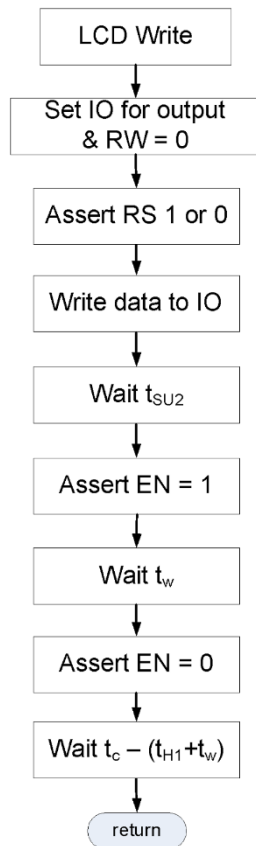 LCD Write
Set IO for output
& RW = 0
Assert RS 1 or 0
Write data to IO
Wait tSU2
Assert EN = 1
Wait tw
Assert EN = 0
Wait tc – (tH1+tw)
return